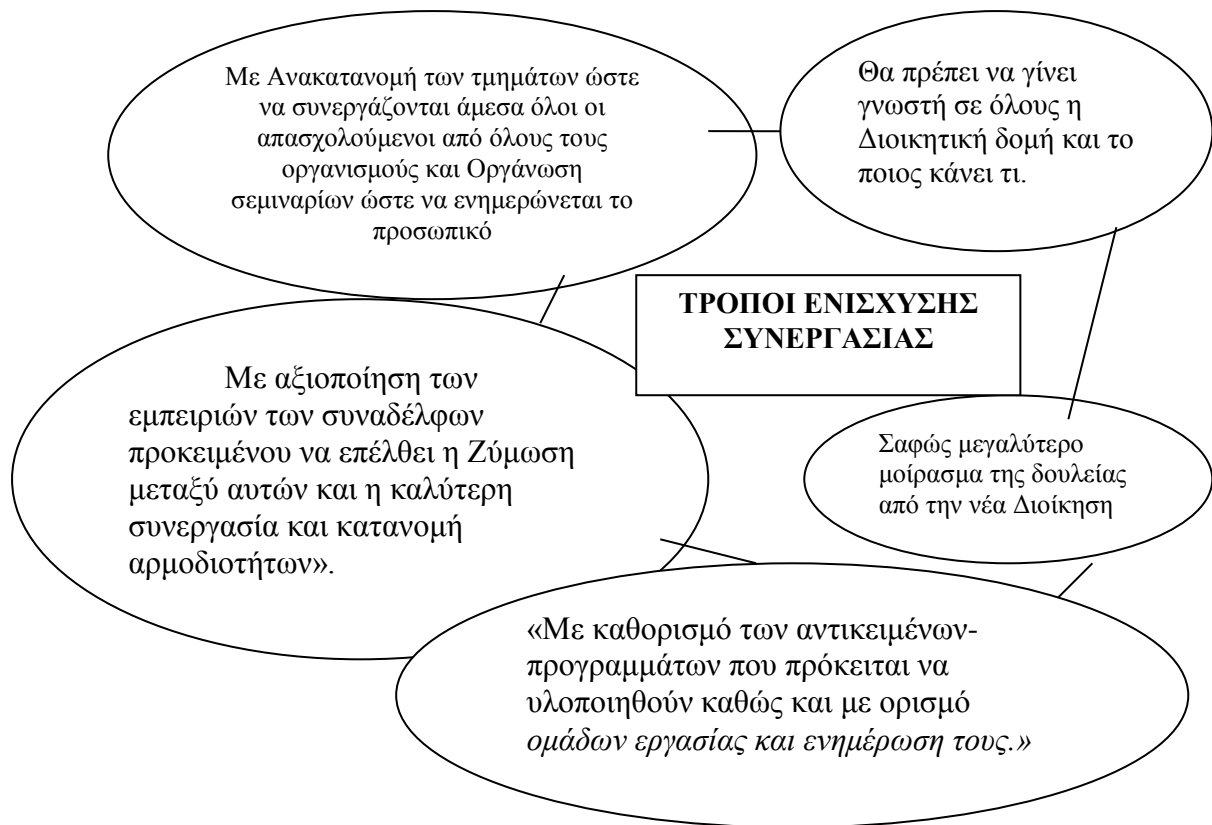 Με Ανακατανομή των τμημάτων ώστε
να συνεργάζονται άμεσα όλοι οι
απασχολούμενοι από όλους τους
οργανισμούς και Οργάνωση
σεμιναρίων ώστε να ενημερώνεται το
προσωπικό
Θα πρέπει να γίνει
γνωστή σε όλους η
Διοικητική δομή και το
ποιος κάνει τι.
ΤΡΟΠΟΙ ΕΝΙΣΧΥΣΗΣ
ΣΥΝΕΡΓΑΣΙΑΣ
Με αξιοποίηση των
εμπειριών των συναδέλφων
προκειμένου να επέλθει η Ζύμωση
μεταξύ αυτών και η καλύτερη
συνεργασία και κατανομή
αρμοδιοτήτων».
Σαφώς μεγαλύτερο
μοίρασμα της δουλείας
από την νέα Διοίκηση
«Με καθορισμό των αντικειμένων-
προγραμμάτων που πρόκειται να
υλοποιηθούν καθώς και με ορισμό
ομάδων εργασίας και ενημέρωση τους.»